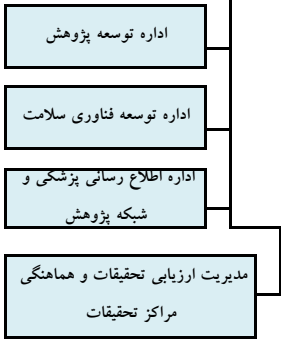 اداره توسعه پژوهش
اداره توسعه فناوری سلامت
اداره اطلاع رسانی پزشکی و
شبکه پژوهش
مدیریت ارزیابی تحقیقات و هماهنگی
مراکز تحقیقات